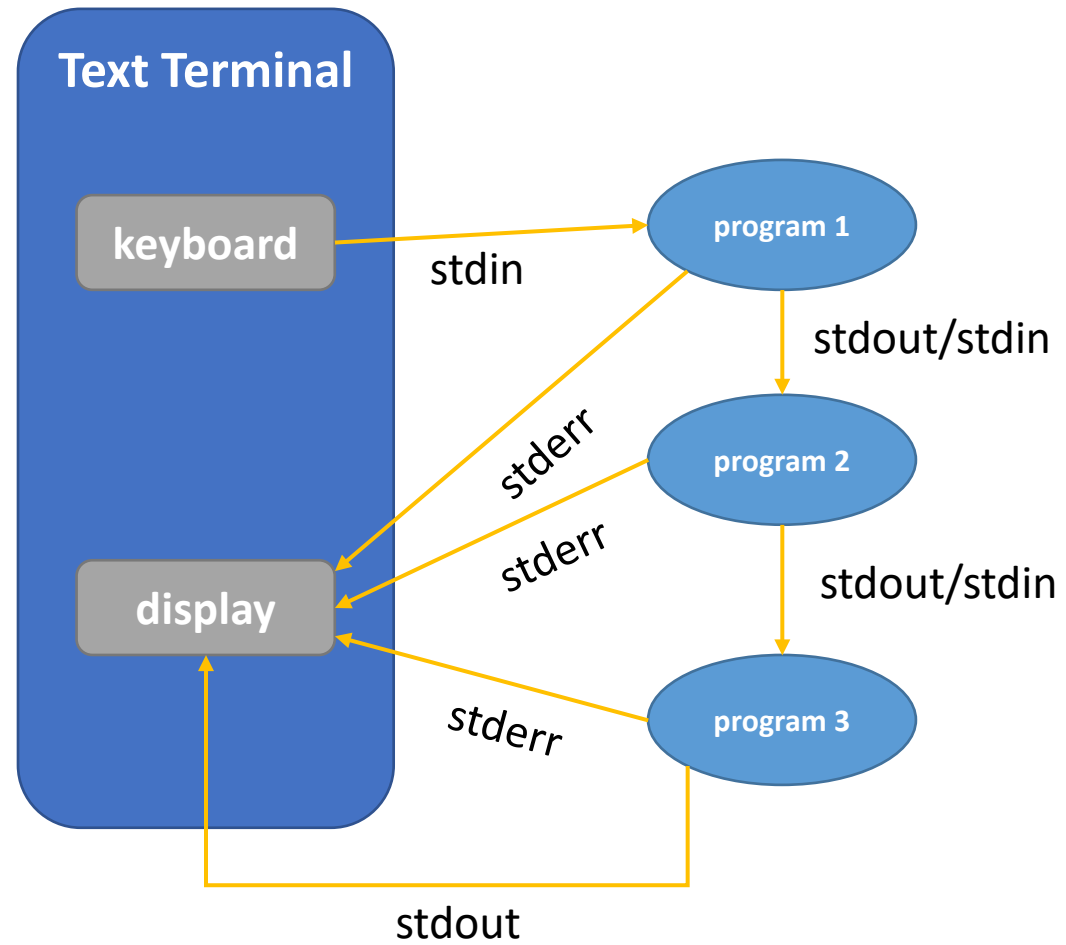 Text Terminal
keyboard
stdin
program 1
stdout/stdin
stderr
program 2
stderr
stdout/stdin
display
stderr
program 3
stdout